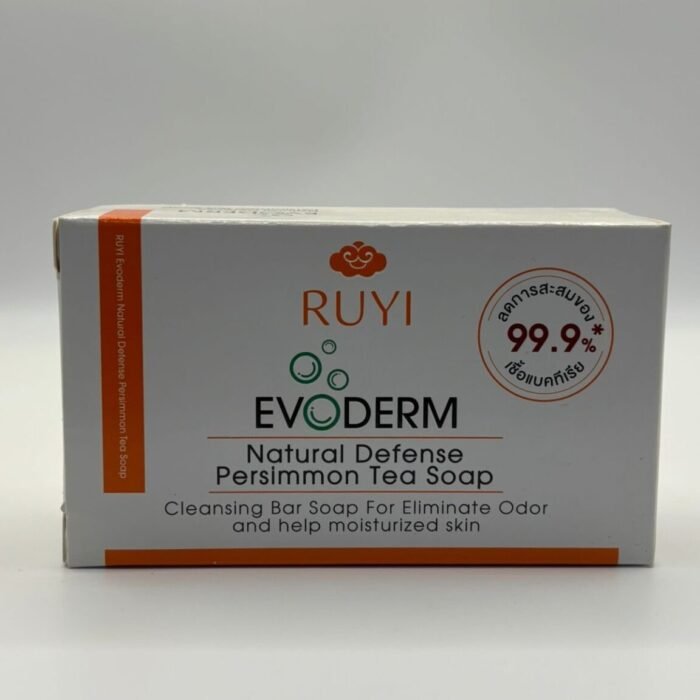 RUYI Evoderm Natural Defense Persimmon Tea Soap
RUYI
EVODERM
Natural Defense
Persimmon Tea Soap
Cleansing Bar Soap For Eliminate Odor
and help moisturized skin
ลดการสะสมของ
99.9%*
เชื้อแบคทีเรีย